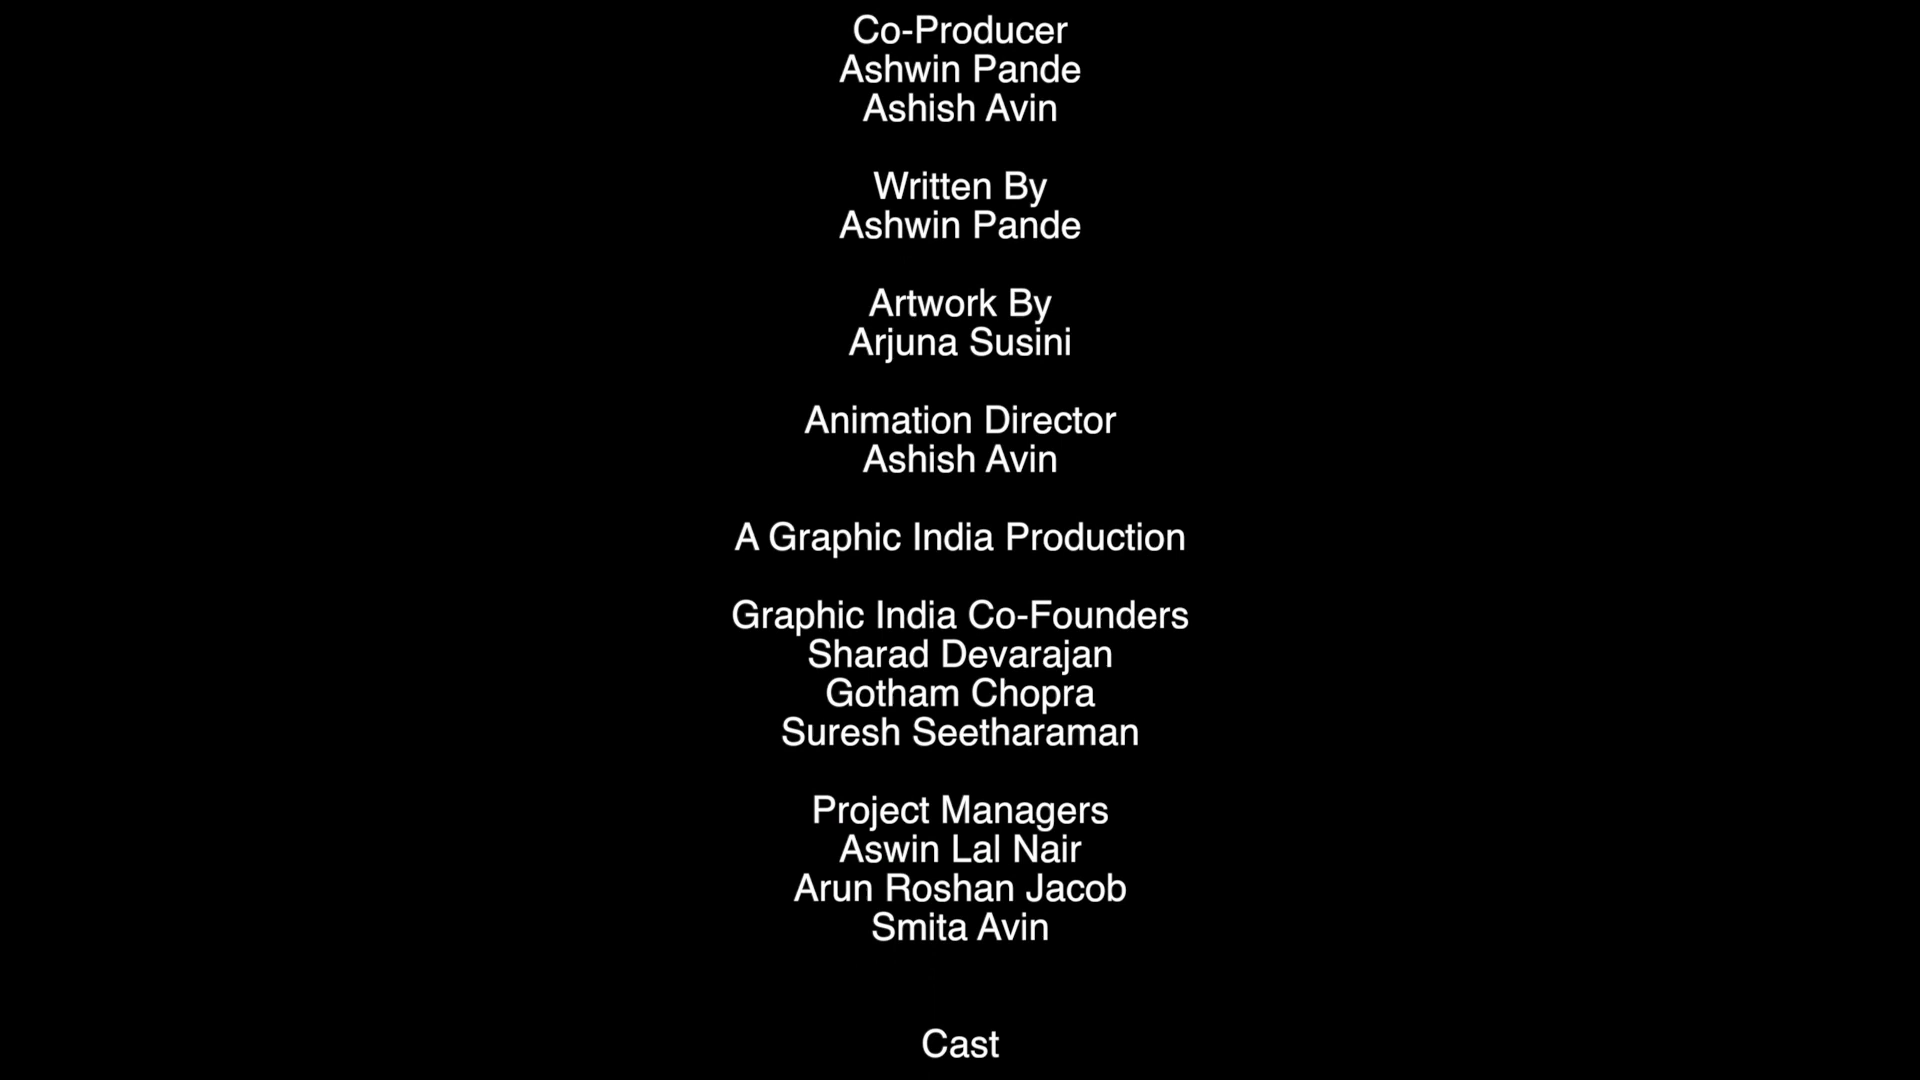 Co-Producer
Ashwin Pande
Ashish Avin
Written By
Ashwin Pande
Artwork By
Arjuna Susini
Animation Director
Ashish Avin
A Graphic India Production
Graphic India Co-Founders
Sharad Devarajan
Gotham Chopra
Suresh Seetharaman
Project Managers
Aswin Lal Nair
Arun Roshan Jacob
Smita Avin
Cast